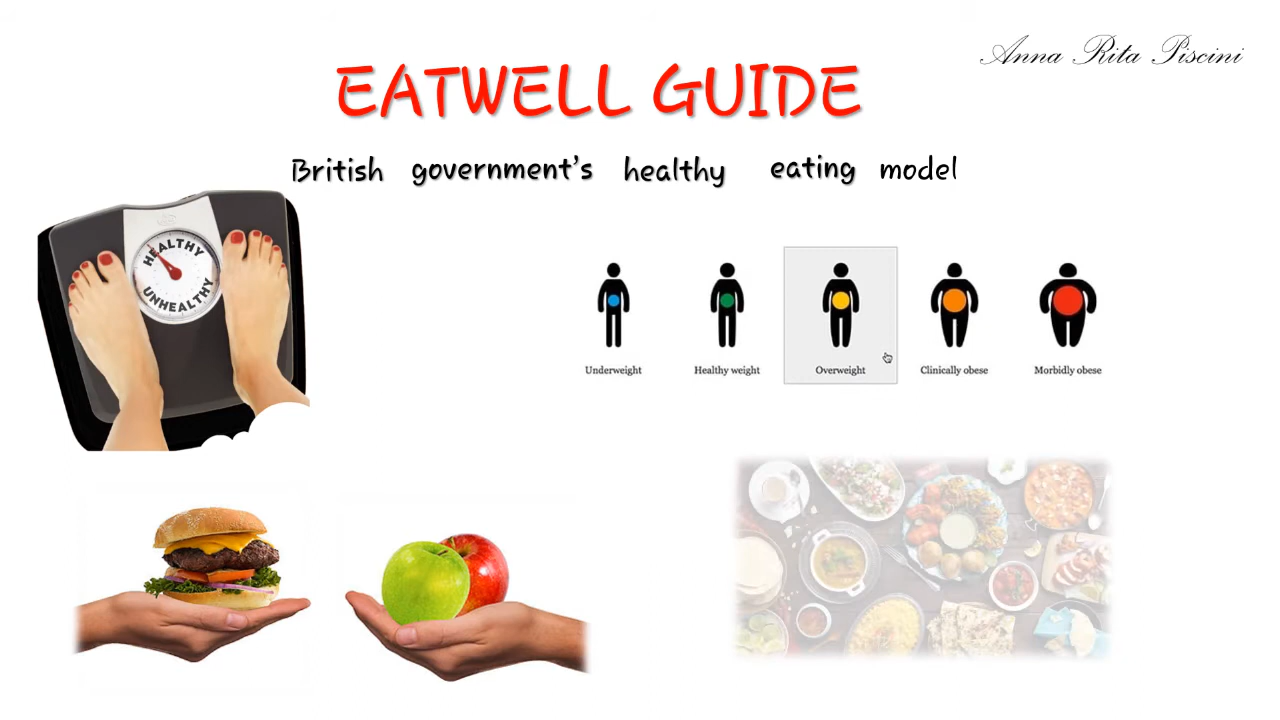 Anna Rita Piscini
EATWELL GUIDE
British government's healthy eating model
HEALTHY
UNHEALTHY
Underweight Healthy weight Overweight Clinically obese Morbidly obese